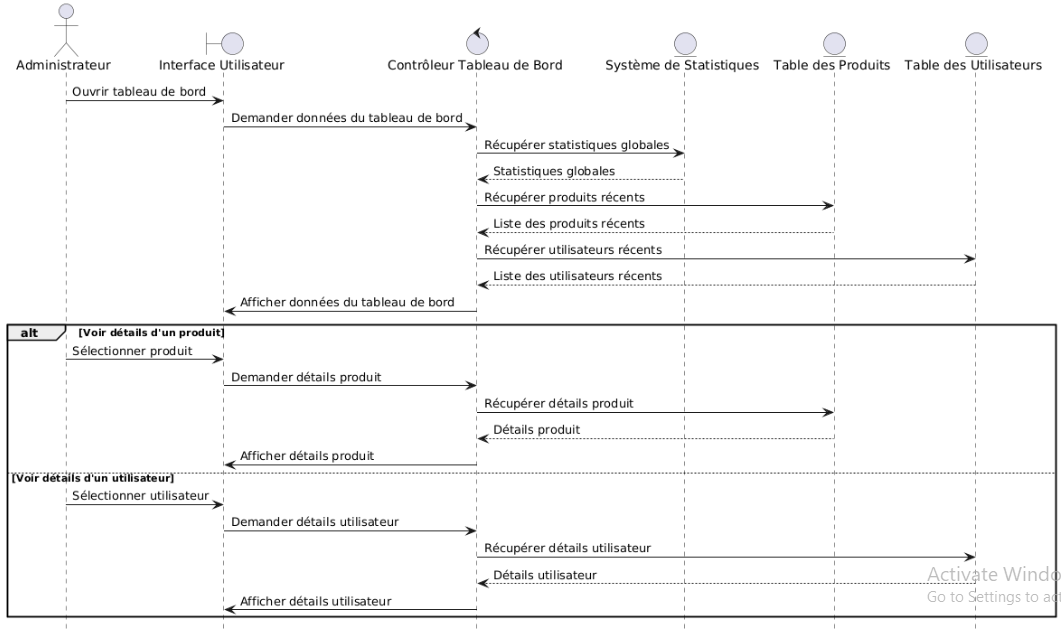 Administrateur
Interface Utilisateur
Contrôleur Tableau de Bord
Système de Statistiques
Table des Produits
Table des Utilisateurs
Ouvrir tableau de bord
Demander données du tableau de bord
Récupérer statistiques globales
Statistiques globales
Récupérer produits récents
Liste des produits récents
Récupérer utilisateurs récents
Liste des utilisateurs récents
Afficher données du tableau de bord
alt
[Voir détails d'un produit]
Sélectionner produit
Demander détails produit
Récupérer détails produit
Détails produit
Afficher détails produit
[Voir détails d'un utilisateur]
Sélectionner utilisateur
Demander détails utilisateur
Récupérer détails utilisateur
Détails utilisateur
Afficher détails utilisateur
Activate Windo
Go to Settings to act